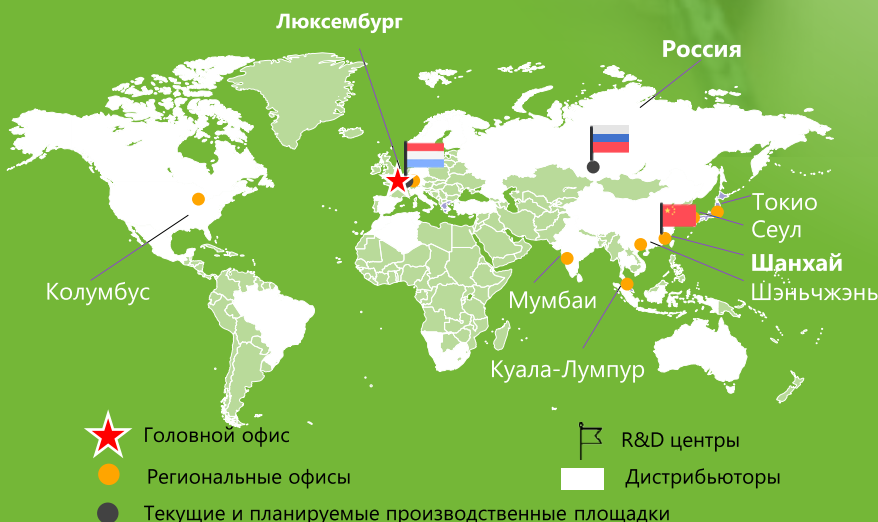 Люксембург
Россия
Токио
Сеул
Шанхай
Шэньчжэнь
Колумбус
Мумбаи
Куала-Лумпур
Головной офис
R&D центры
Региональные офисы
Дистрибьюторы
Текущие и планируемые производственные площадки